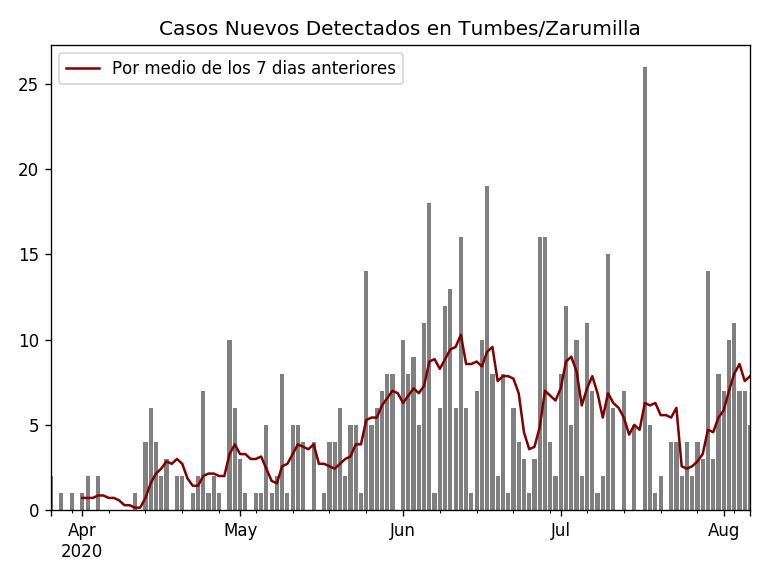 Casos Nuevos Detectados en Tumbes/Zarumilla
Por medio de los 7 dias anteriores
25
20
15
10
5
0
Apr May Jun Jul Aug
2020